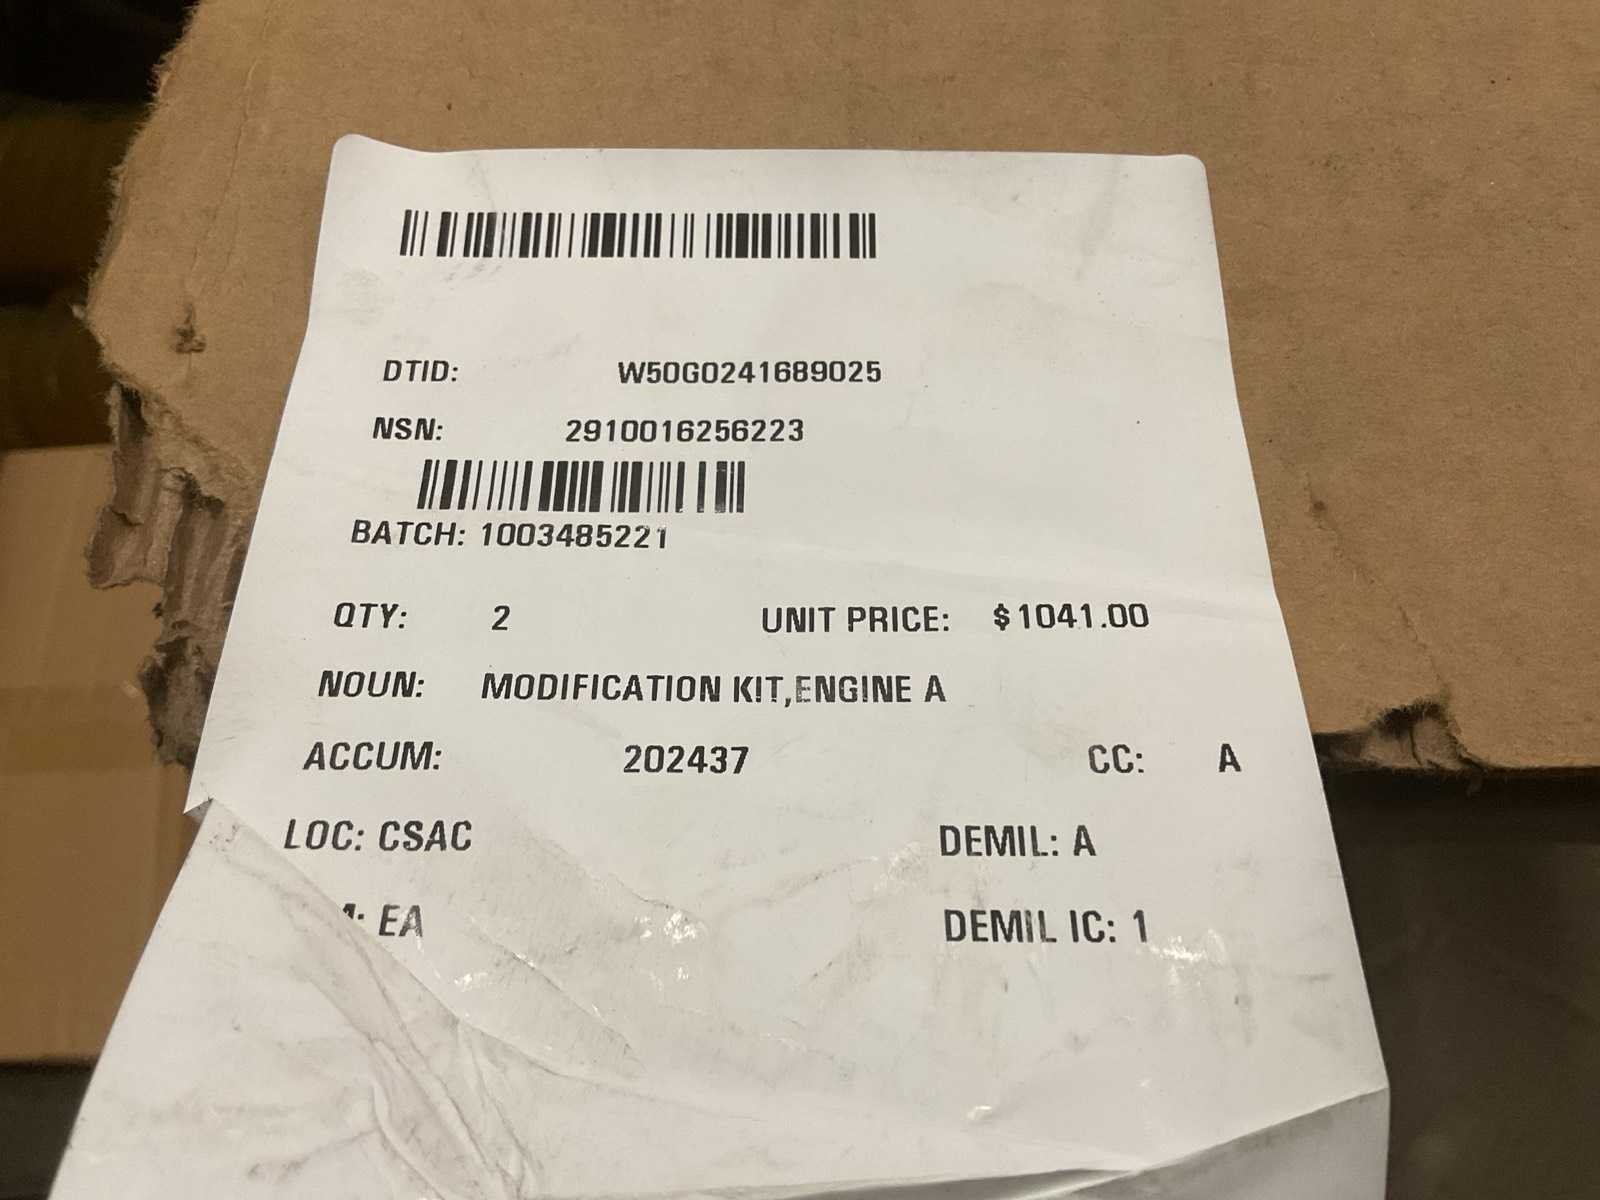 DTID: W50G0241689025
NSN: 2910016256223
BATCH: 1003485221
QTY: 2 UNIT PRICE: $1041.00
NOUN: MODIFICATION KIT,ENGINE A
ACCUM: 202437 CC: A
LOC: CSAC DEMIL: A
EA DEMIL IC: 1